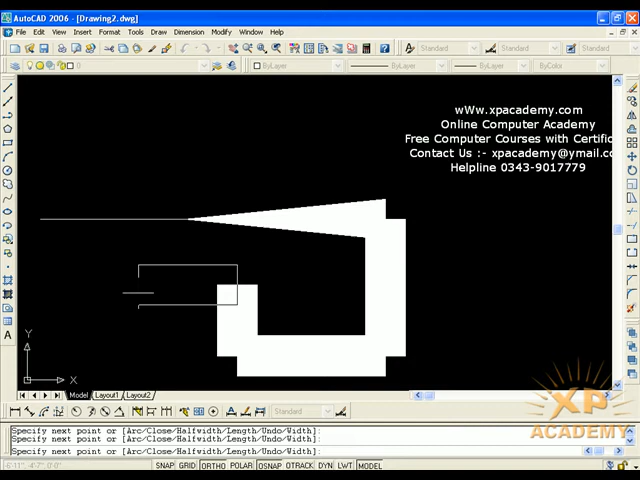 AutoCAD 2006 - [Drawing2.dwg]
File Edit View Insert Format Tools Draw Dimension Modify Window Help
Standard Standard Standard
0 ByLayer ByLayer ByLayer ByColor
wWw.xpacademy.com
Online Computer Academy
Free Computer Courses with Certific
Contact Us :- xpacademy@ymail.co
Helpline 0343-9017779
Y
X
Model Layout1 Layout2
Standard
XP
ACADEMY
Specify next point or [Arc/Close/Halfwidth/Length/Undo/Width]:
Specify next point or [Arc/Close/Halfwidth/Length/Undo/Width]:
Specify next point or [Arc/Close/Halfwidth/Length/Undo/Width]:
SNAP GRID ORTHO POLAR OSNAP OTRACK DYN LWT MODEL